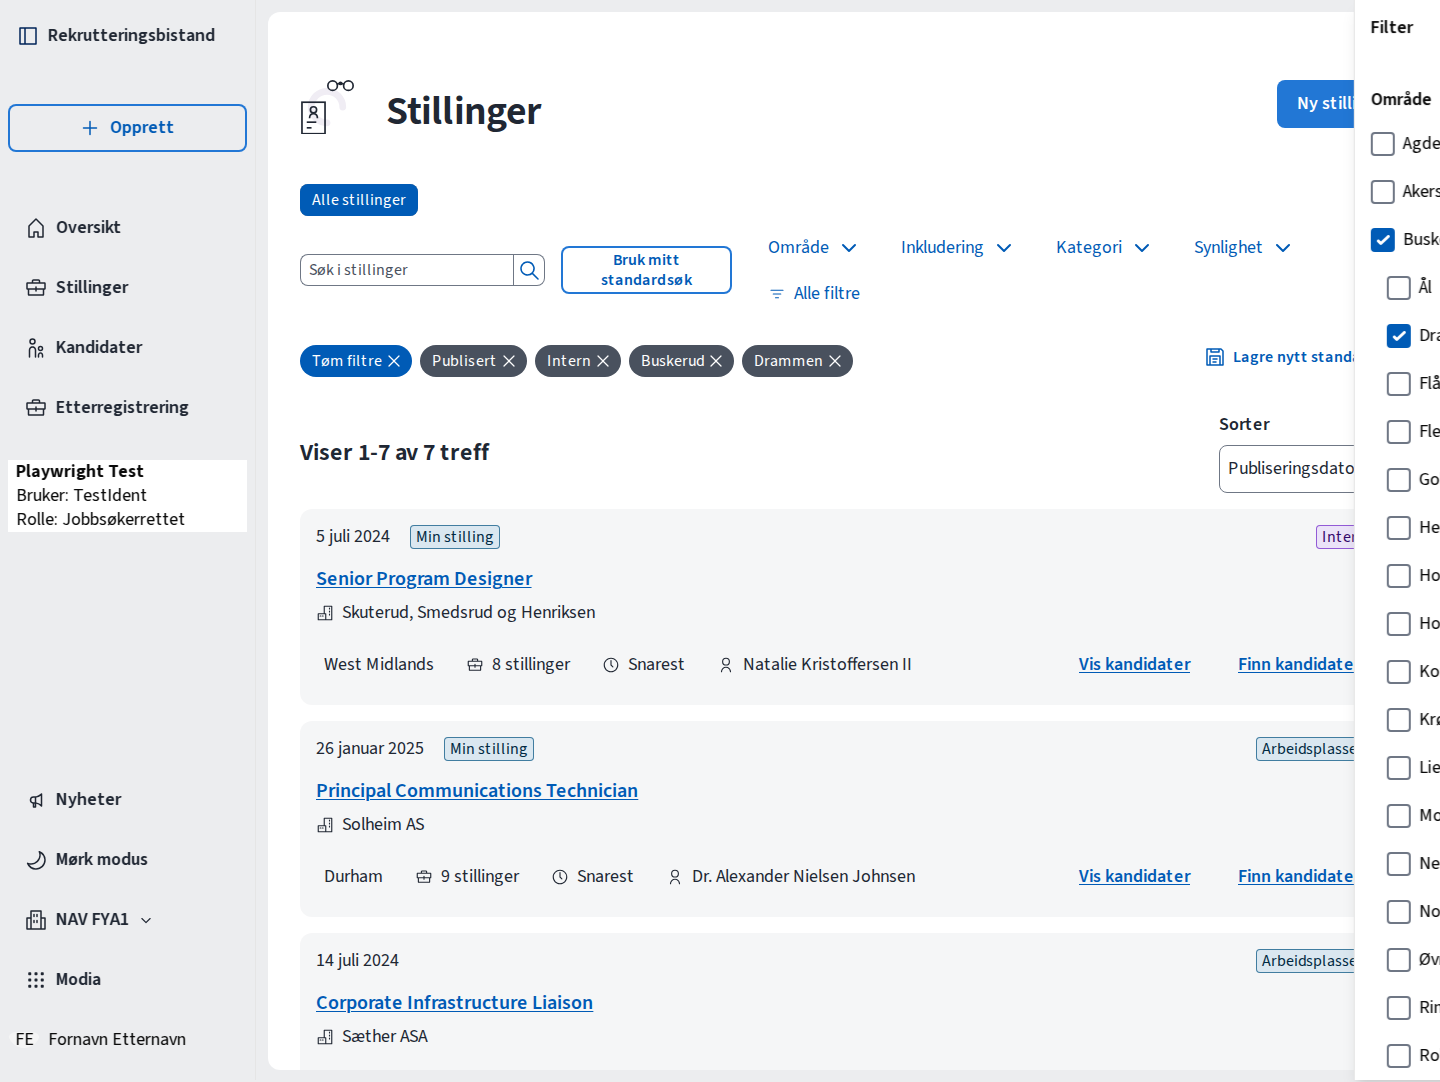 Rekrutteringsbistand
Opprett
Oversikt
Stillinger
Kandidater
Etterregistrering
Playwright Test
Bruker: TestIdent
Rolle: Jobbsøkerrettet
Nyheter
Mørk modus
NAV FYA1
Modia
FE Fornavn Etternavn
Stillinger
Ny stilli
Alle stillinger
Søk i stillinger
Bruk mitt
standardsøk
Område Inkludering Kategori Synlighet
Alle filtre
Tøm filtre Publisert Intern Buskerud Drammen
Lagre nytt standa
Viser 1-7 av 7 treff
Sorter
Publiseringsdato
5 juli 2024 Min stilling Inter
Senior Program Designer
Skuterud, Smedsrud og Henriksen
West Midlands 8 stillinger Snarest Natalie Kristoffersen II Vis kandidater Finn kandidate
26 januar 2025 Min stilling Arbeidsplasse
Principal Communications Technician
Solheim AS
Durham 9 stillinger Snarest Dr. Alexander Nielsen Johnsen Vis kandidater Finn kandidate
14 juli 2024 Arbeidsplasse
Corporate Infrastructure Liaison
Sæther ASA
Filter
Område
Agde
Akers
Busk
Ål
Dra
Flå
Fle
Go
He
Ho
Ho
Ko
Krø
Lie
Mo
Ne
No
Øv
Rin
Ro